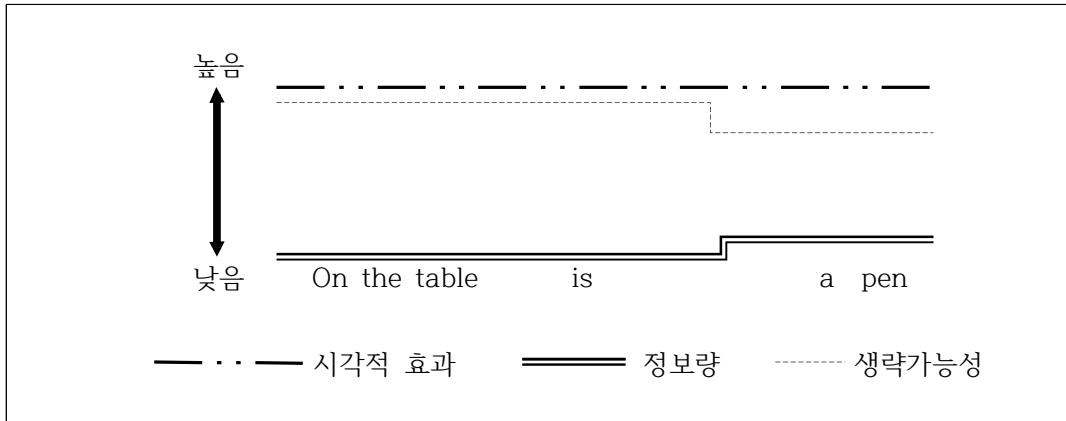 높음
낮음 On the table is a pen
시각적 효과 정보량 생략가능성